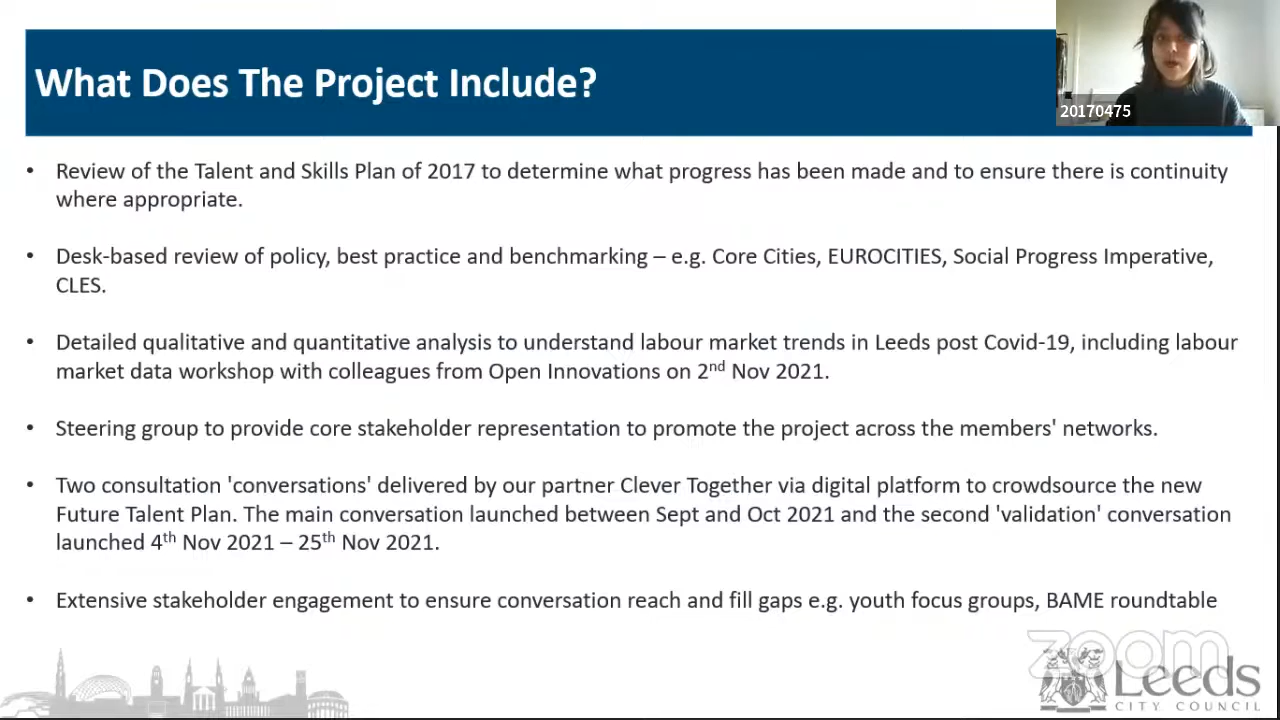 What Does The Project Include?
20170475
• Review of the Talent and Skills Plan of 2017 to determine what progress has been made and to ensure there is continuity
where appropriate.
• Desk-based review of policy, best practice and benchmarking – e.g. Core Cities, EUROCITIES, Social Progress Imperative,
CLES.
• Detailed qualitative and quantitative analysis to understand labour market trends in Leeds post Covid-19, including labour
market data workshop with colleagues from Open Innovations on 2nd Nov 2021.
• Steering group to provide core stakeholder representation to promote the project across the members' networks.
• Two consultation 'conversations' delivered by our partner Clever Together via digital platform to crowdsource the new
Future Talent Plan. The main conversation launched between Sept and Oct 2021 and the second 'validation' conversation
launched 4th Nov 2021 – 25th Nov 2021.
• Extensive stakeholder engagement to ensure conversation reach and fill gaps e.g. youth focus groups, BAME roundtable
zoom
Leeds
CITY COUNCIL